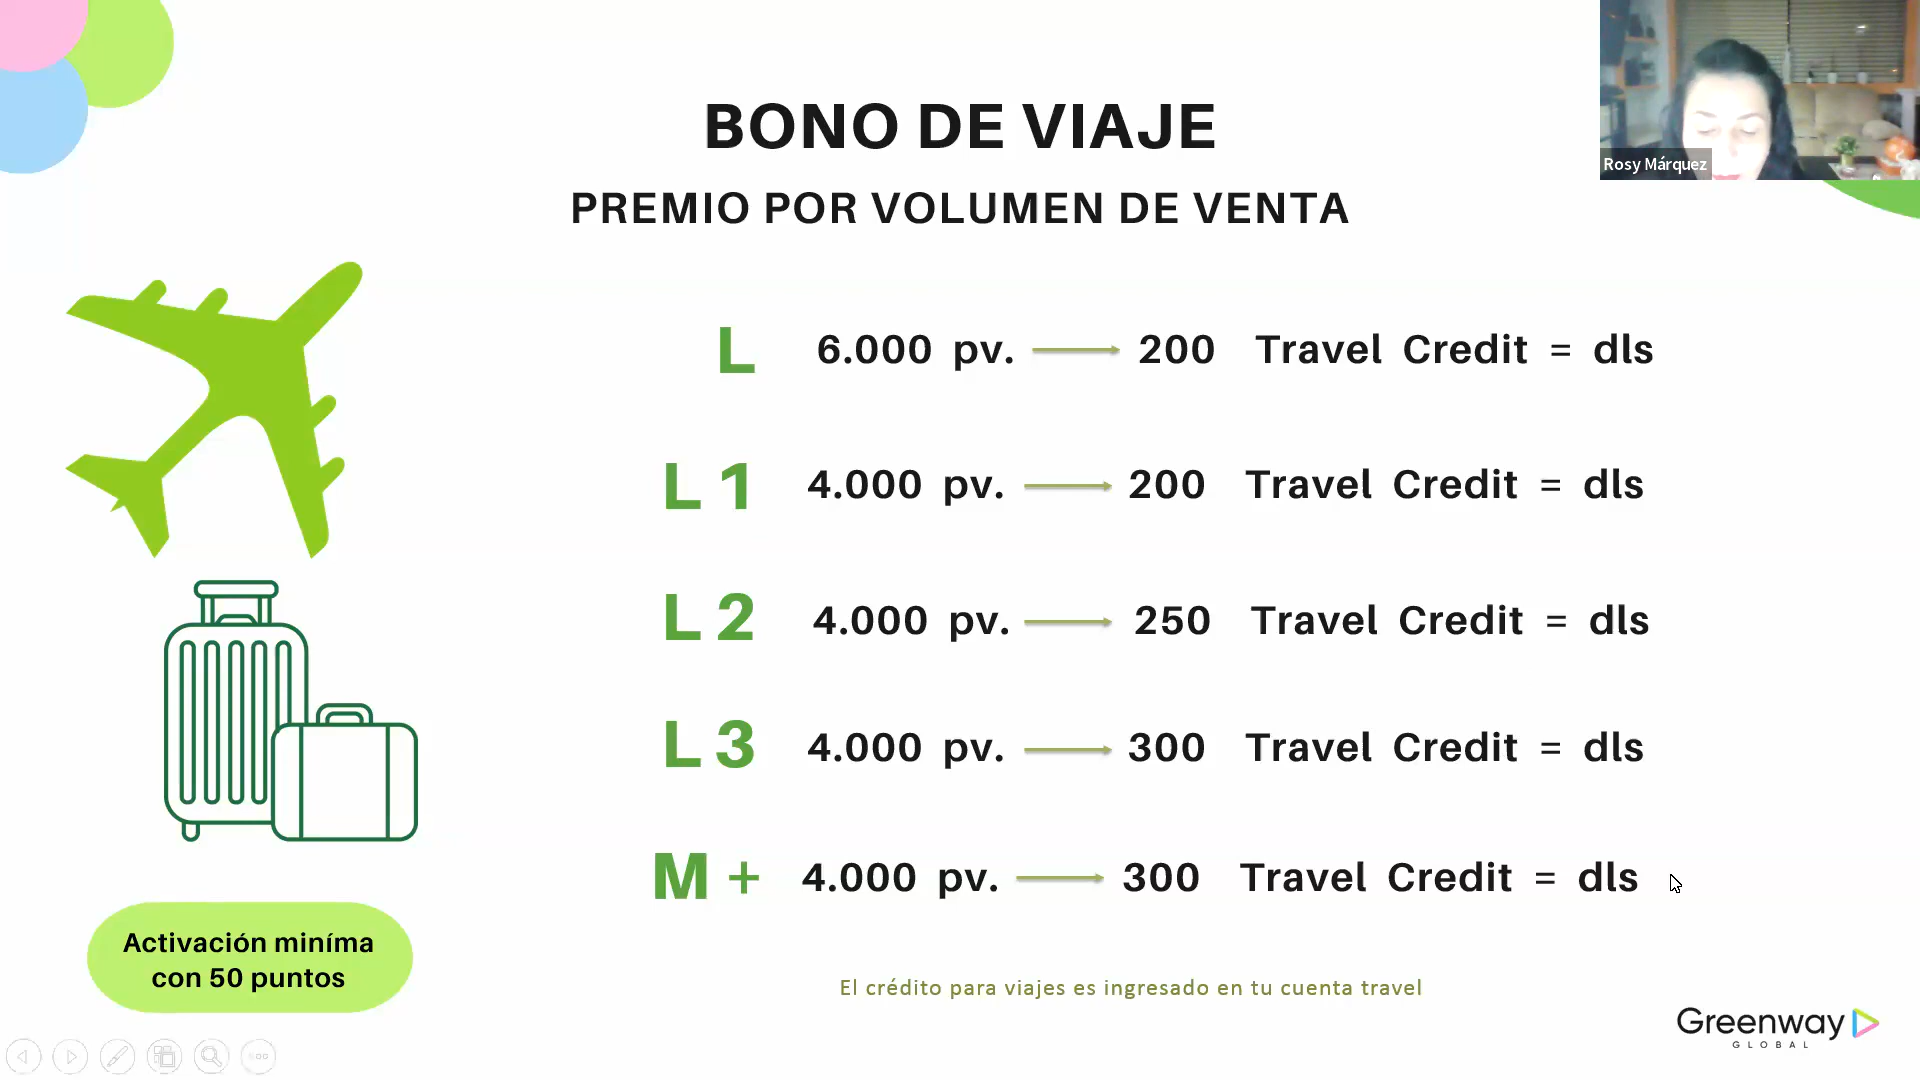 BONO DE VIAJE
PREMIO POR VOLUMEN DE VENTA
Rosy Márquez
L 6.000 pv. 200 Travel Credit = dls
L 1 4.000 pv. 200 Travel Credit = dls
L 2 4.000 pv. 250 Travel Credit = dls
L 3 4.000 pv. 300 Travel Credit = dls
M + 4.000 pv. 300 Travel Credit = dls
Activación miníma
con 50 puntos
El crédito para viajes es ingresado en tu cuenta travel
Greenway
GLOBAL